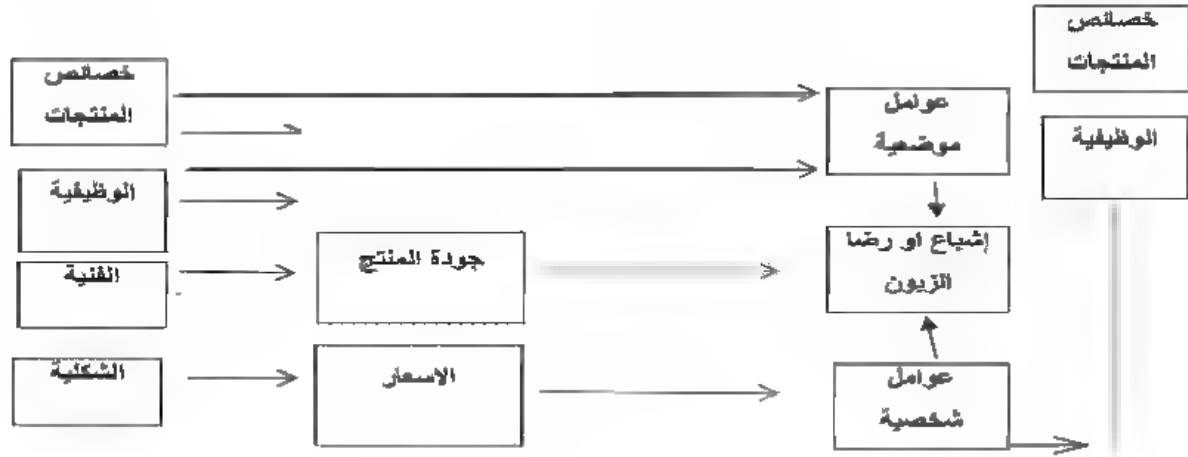 خصائص
المنتجات
خصائص
المنتجات
عوامل
موضعية
الوظيفية
الوظيفية
إشباع او رضا
الزبون
جودة المنتج
الفنية
الشكلية
الاسعار
عوامل
شخصية